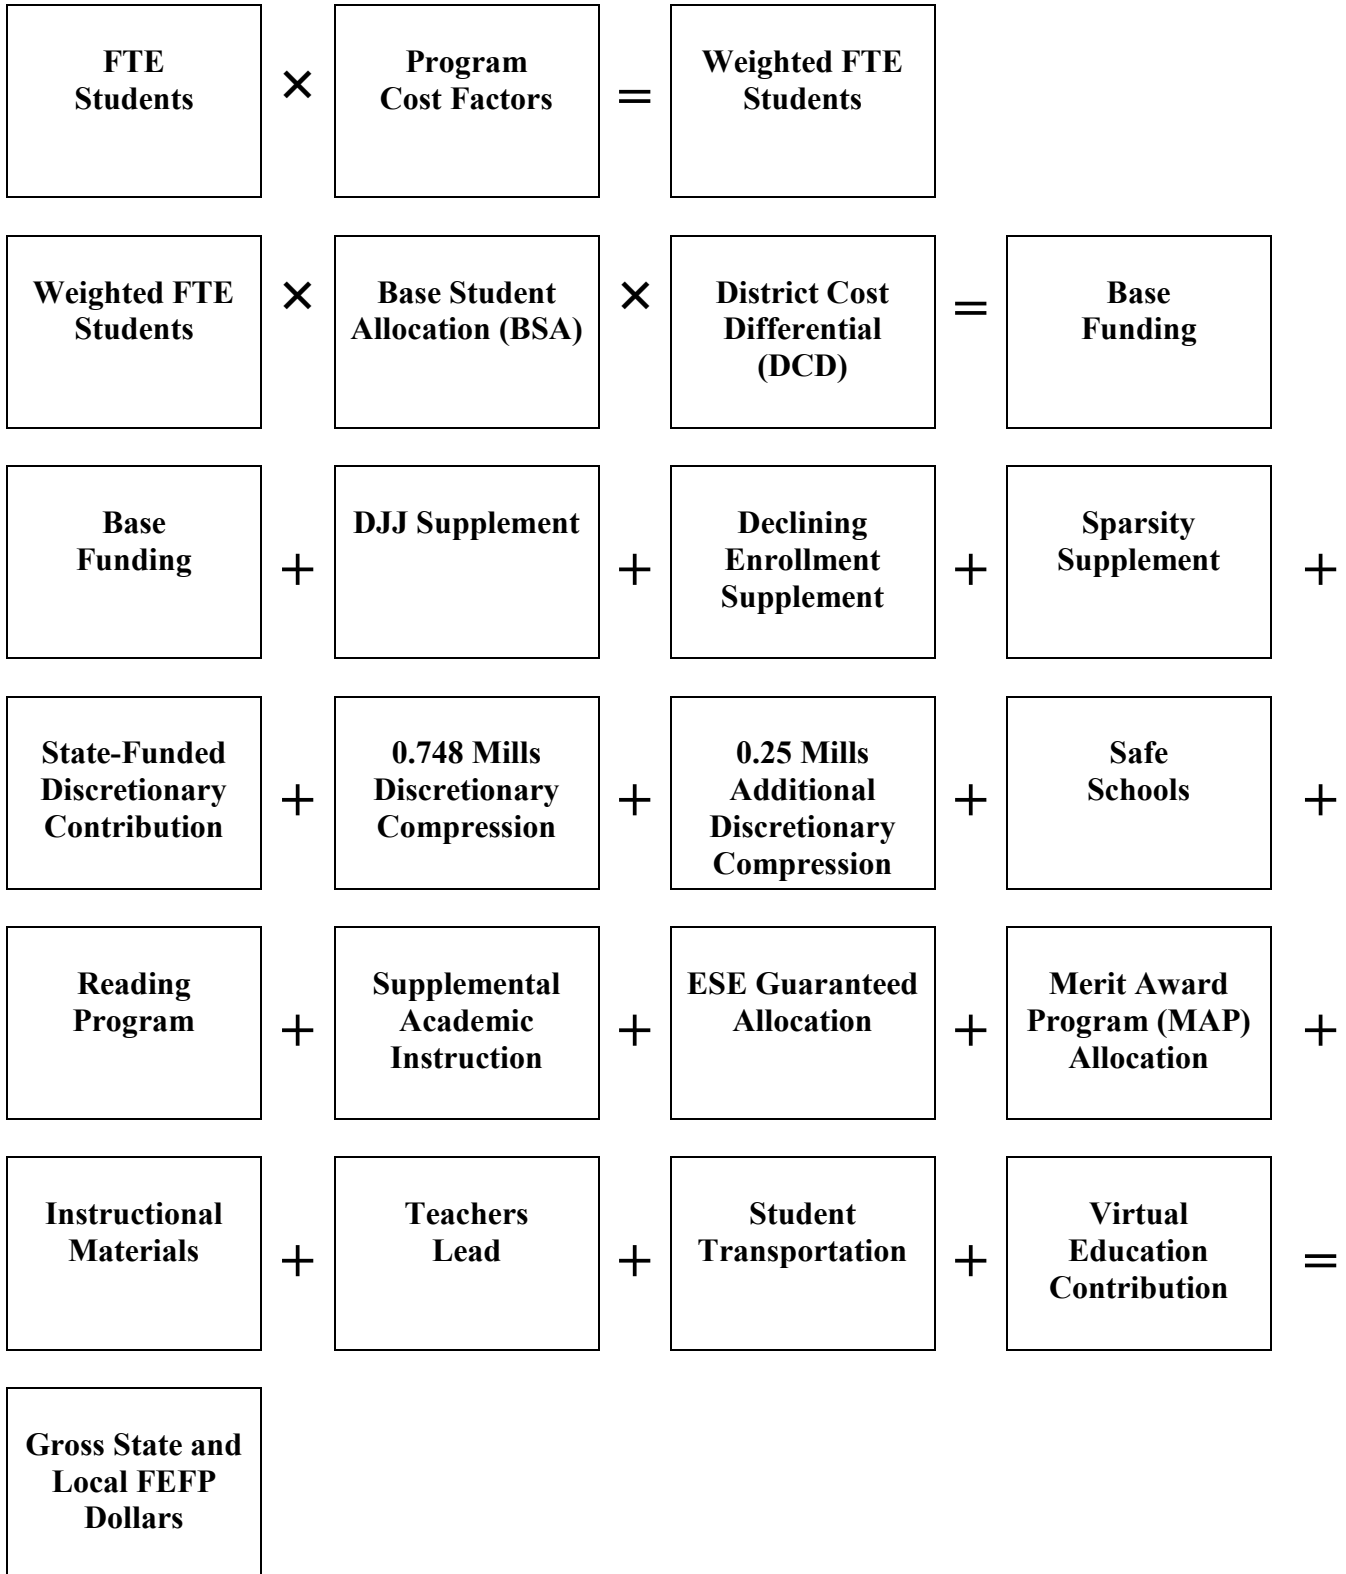 FTE
Students
×
Program
Cost Factors
=
Weighted FTE
Students
Weighted FTE
Students
×
Base Student
Allocation (BSA)
×
District Cost
Differential
(DCD)
=
Base
Funding
Base
Funding
+
DJJ Supplement
+
Declining
Enrollment
Supplement
+
Sparsity
Supplement
+
State-Funded
Discretionary
Contribution
+
0.748 Mills
Discretionary
Compression
+
0.25 Mills
Additional
Discretionary
Compression
+
Safe
Schools
+
Reading
Program
+
Supplemental
Academic
Instruction
+
ESE Guaranteed
Allocation
+
Merit Award
Program (MAP)
Allocation
+
Instructional
Materials
+
Teachers
Lead
+
Student
Transportation
+
Virtual
Education
Contribution
=
Gross State and
Local FEFP
Dollars